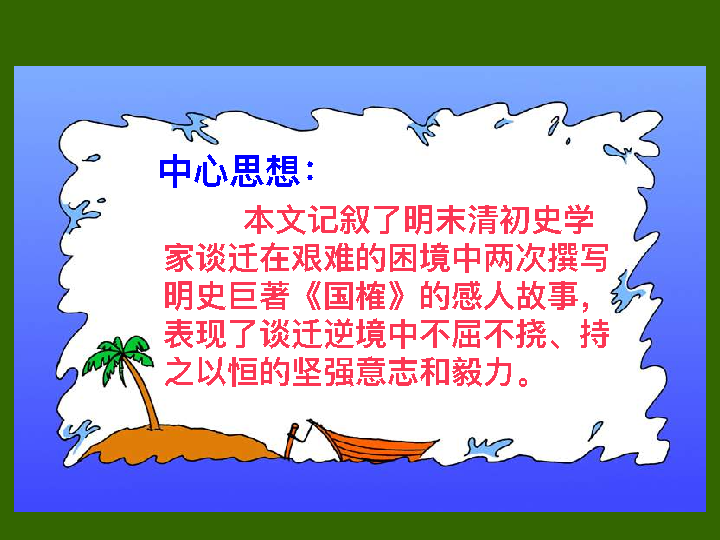 中心思想：
本文记叙了明末清初史学
家谈迁在艰难的困境中两次撰写
明史巨著《国榷》的感人故事，
表现了谈迁逆境中不屈不挠、持
之以恒的坚强意志和毅力。